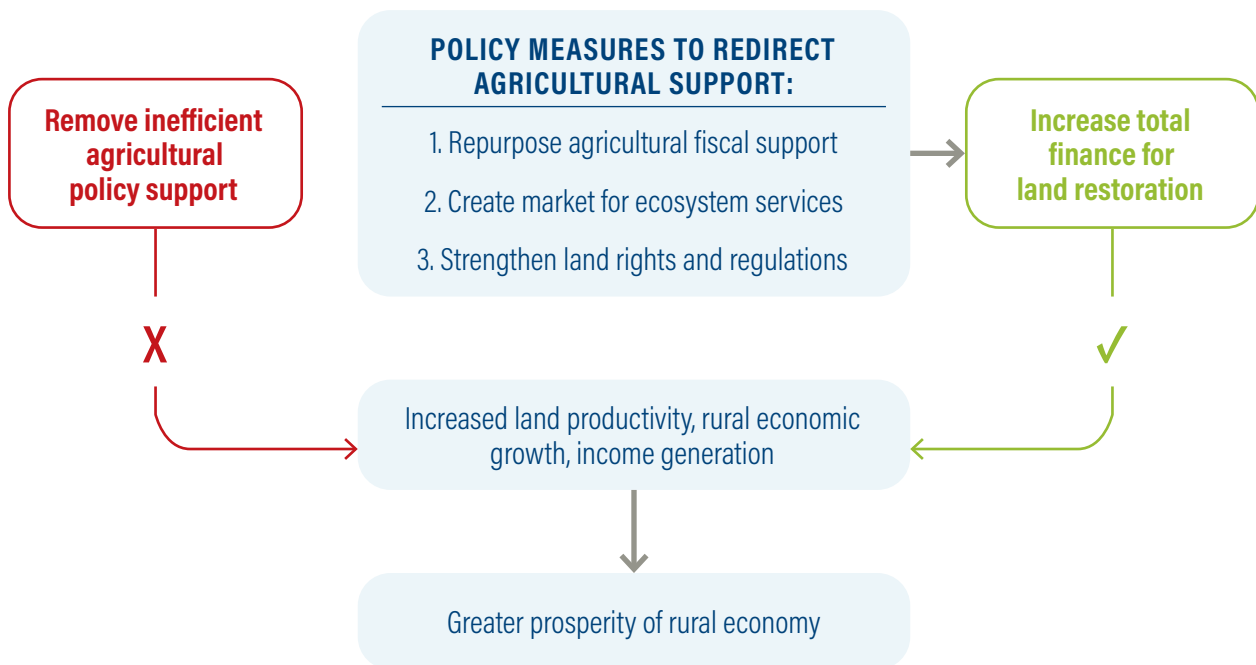 POLICY MEASURES TO REDIRECT
AGRICULTURAL SUPPORT:
1. Repurpose agricultural fiscal support
2. Create market for ecosystem services
3. Strengthen land rights and regulations
Remove inefficient
agricultural
policy support
Increase total
finance for
land restoration
X
✓
Increased land productivity, rural economic
growth, income generation
Greater prosperity of rural economy